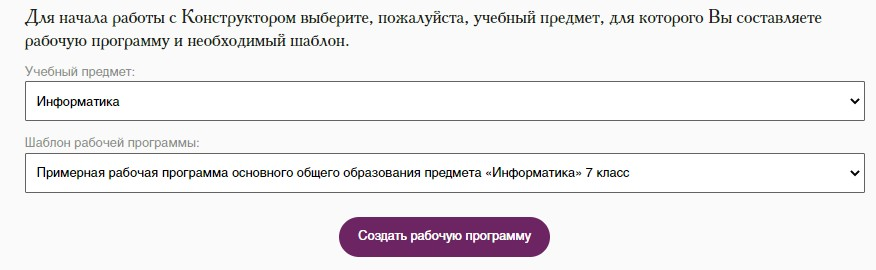 Для начала работы с Конструктором выберите, пожалуйста, учебный предмет, для которого Вы составляете
рабочую программу и необходимый шаблон.
Учебный предмет:
Информатика
Шаблон рабочей программы:
Примерная рабочая программа основного общего образования предмета «Информатика» 7 класс
Создать рабочую программу